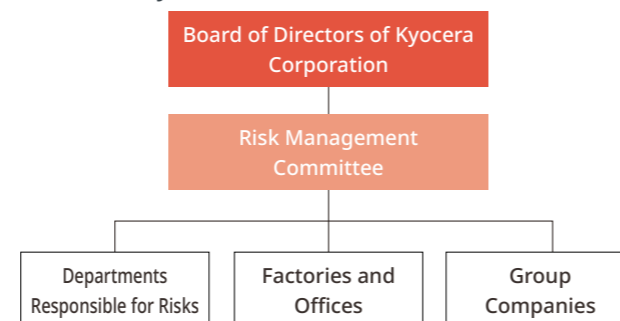 Board of Directors of Kyocera
Corporation
Risk Management
Committee
Departments
Responsible for Risks
Factories and
Offices
Group
Companies